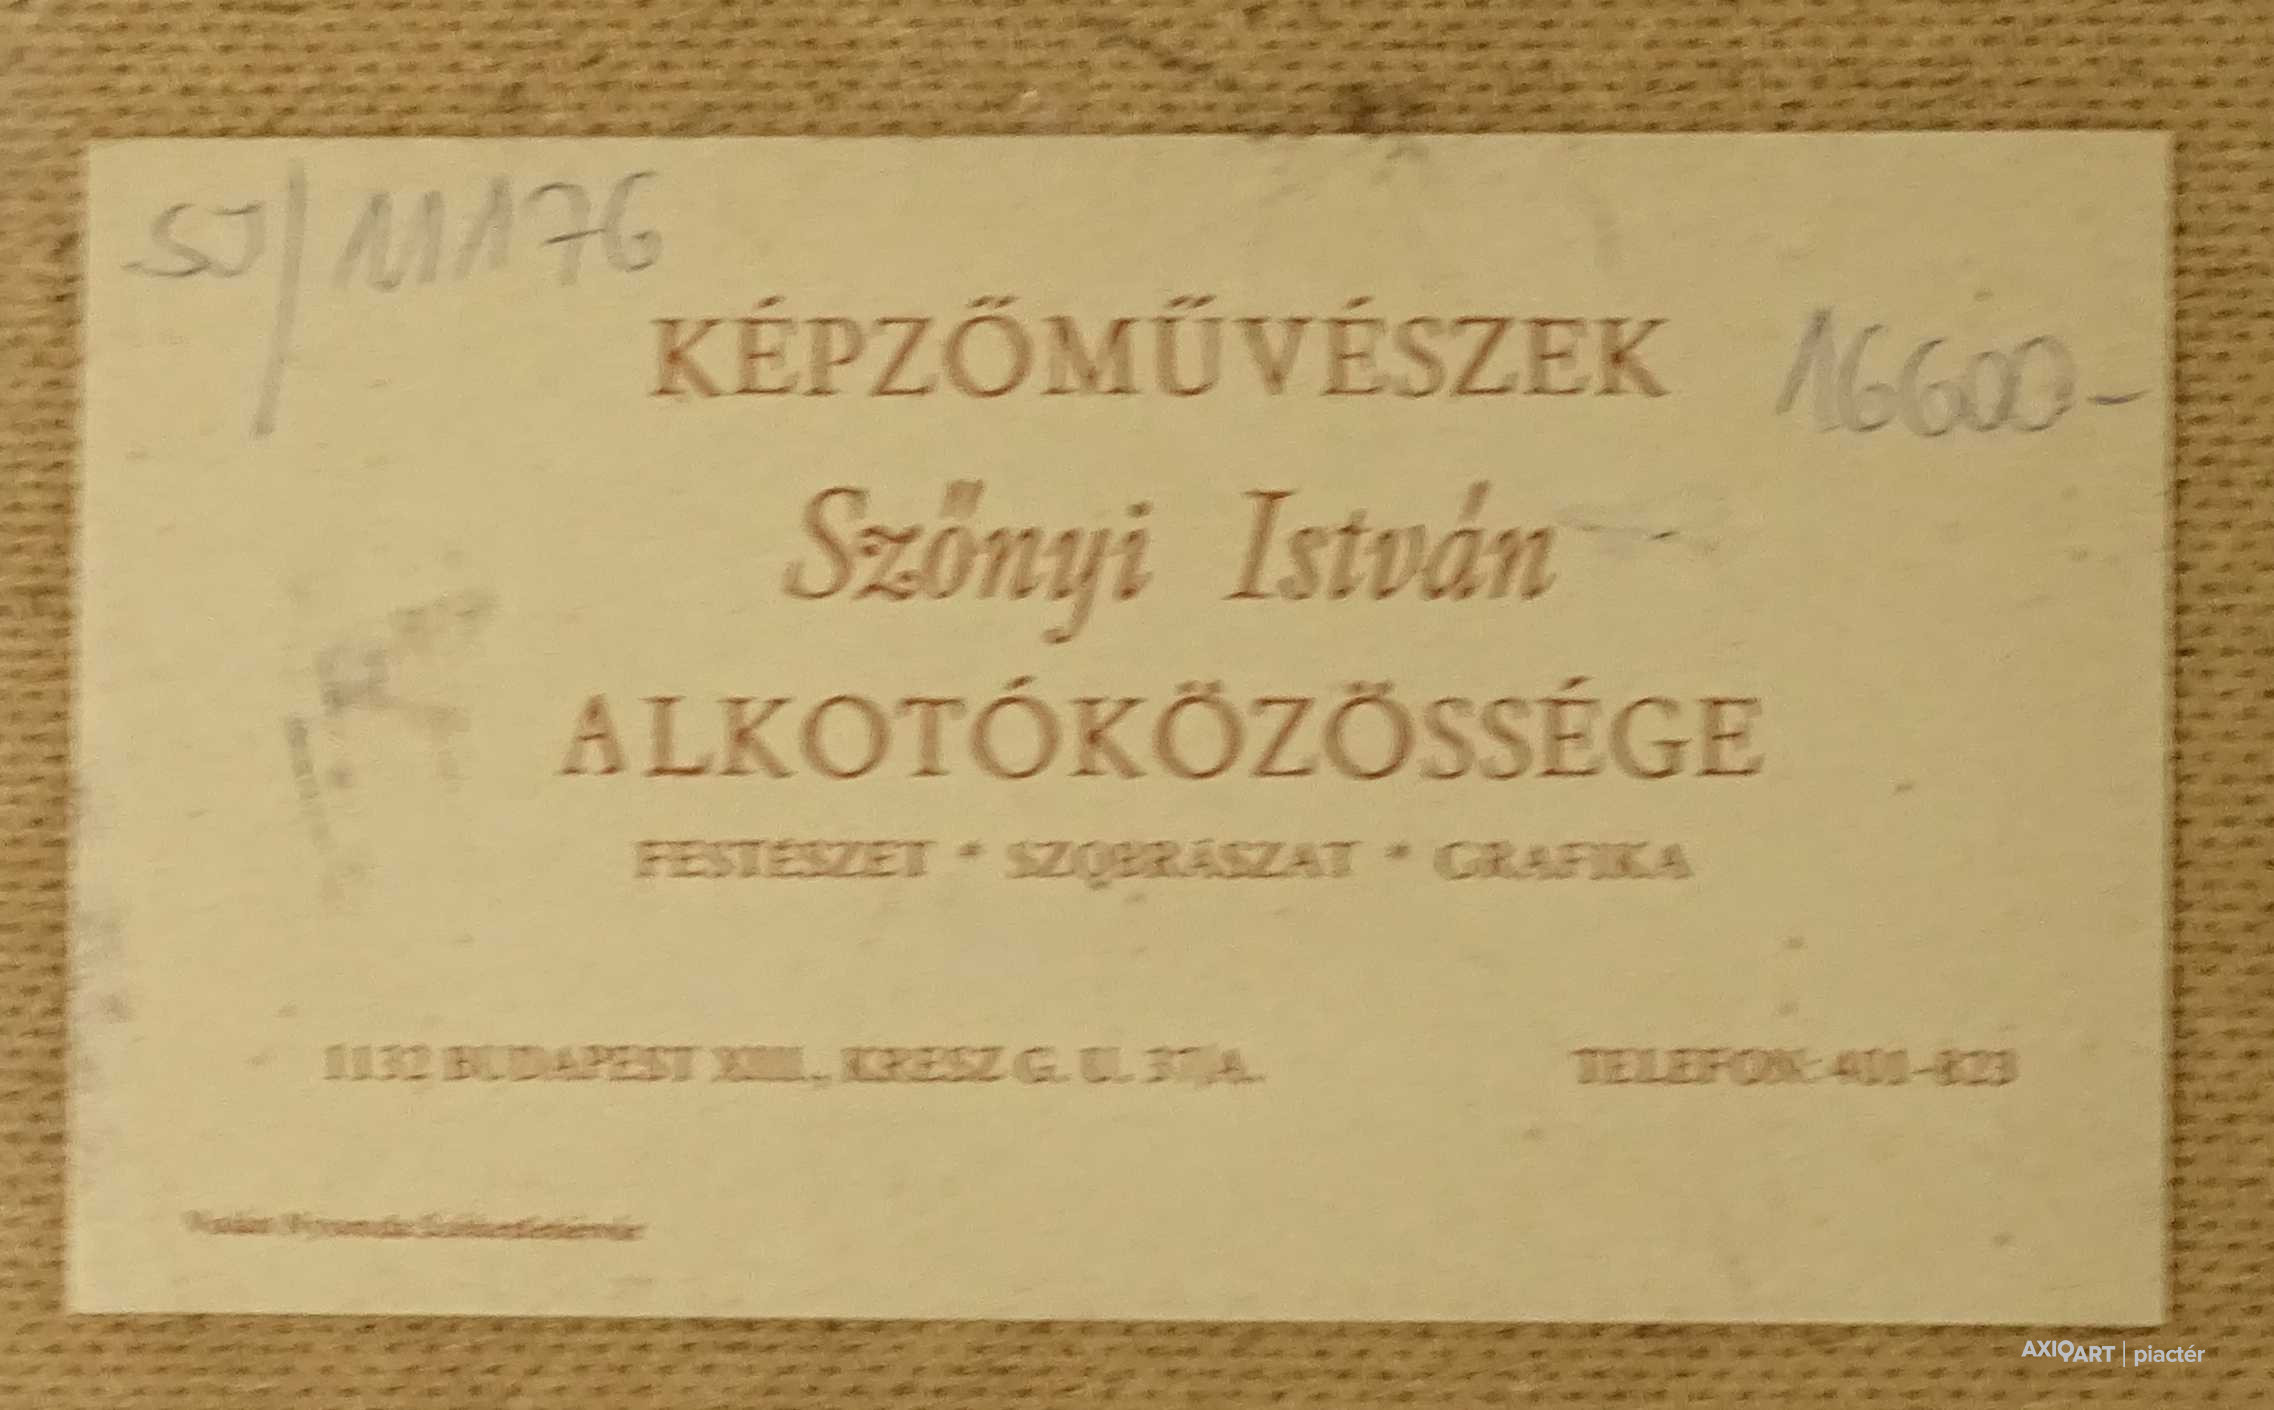 SJ/11176
KÉPZŐMŰVÉSZEK
16600-
Szőnyi István
ALKOTÓKÖZÖSSÉGE
FESTÉSZET * SZOBRÁSZAT * GRAFIKA
1132 BUDAPEST XIII., KRESZ G. U. 37/A.
TELEFON: 401-823
AXIOART | piactér